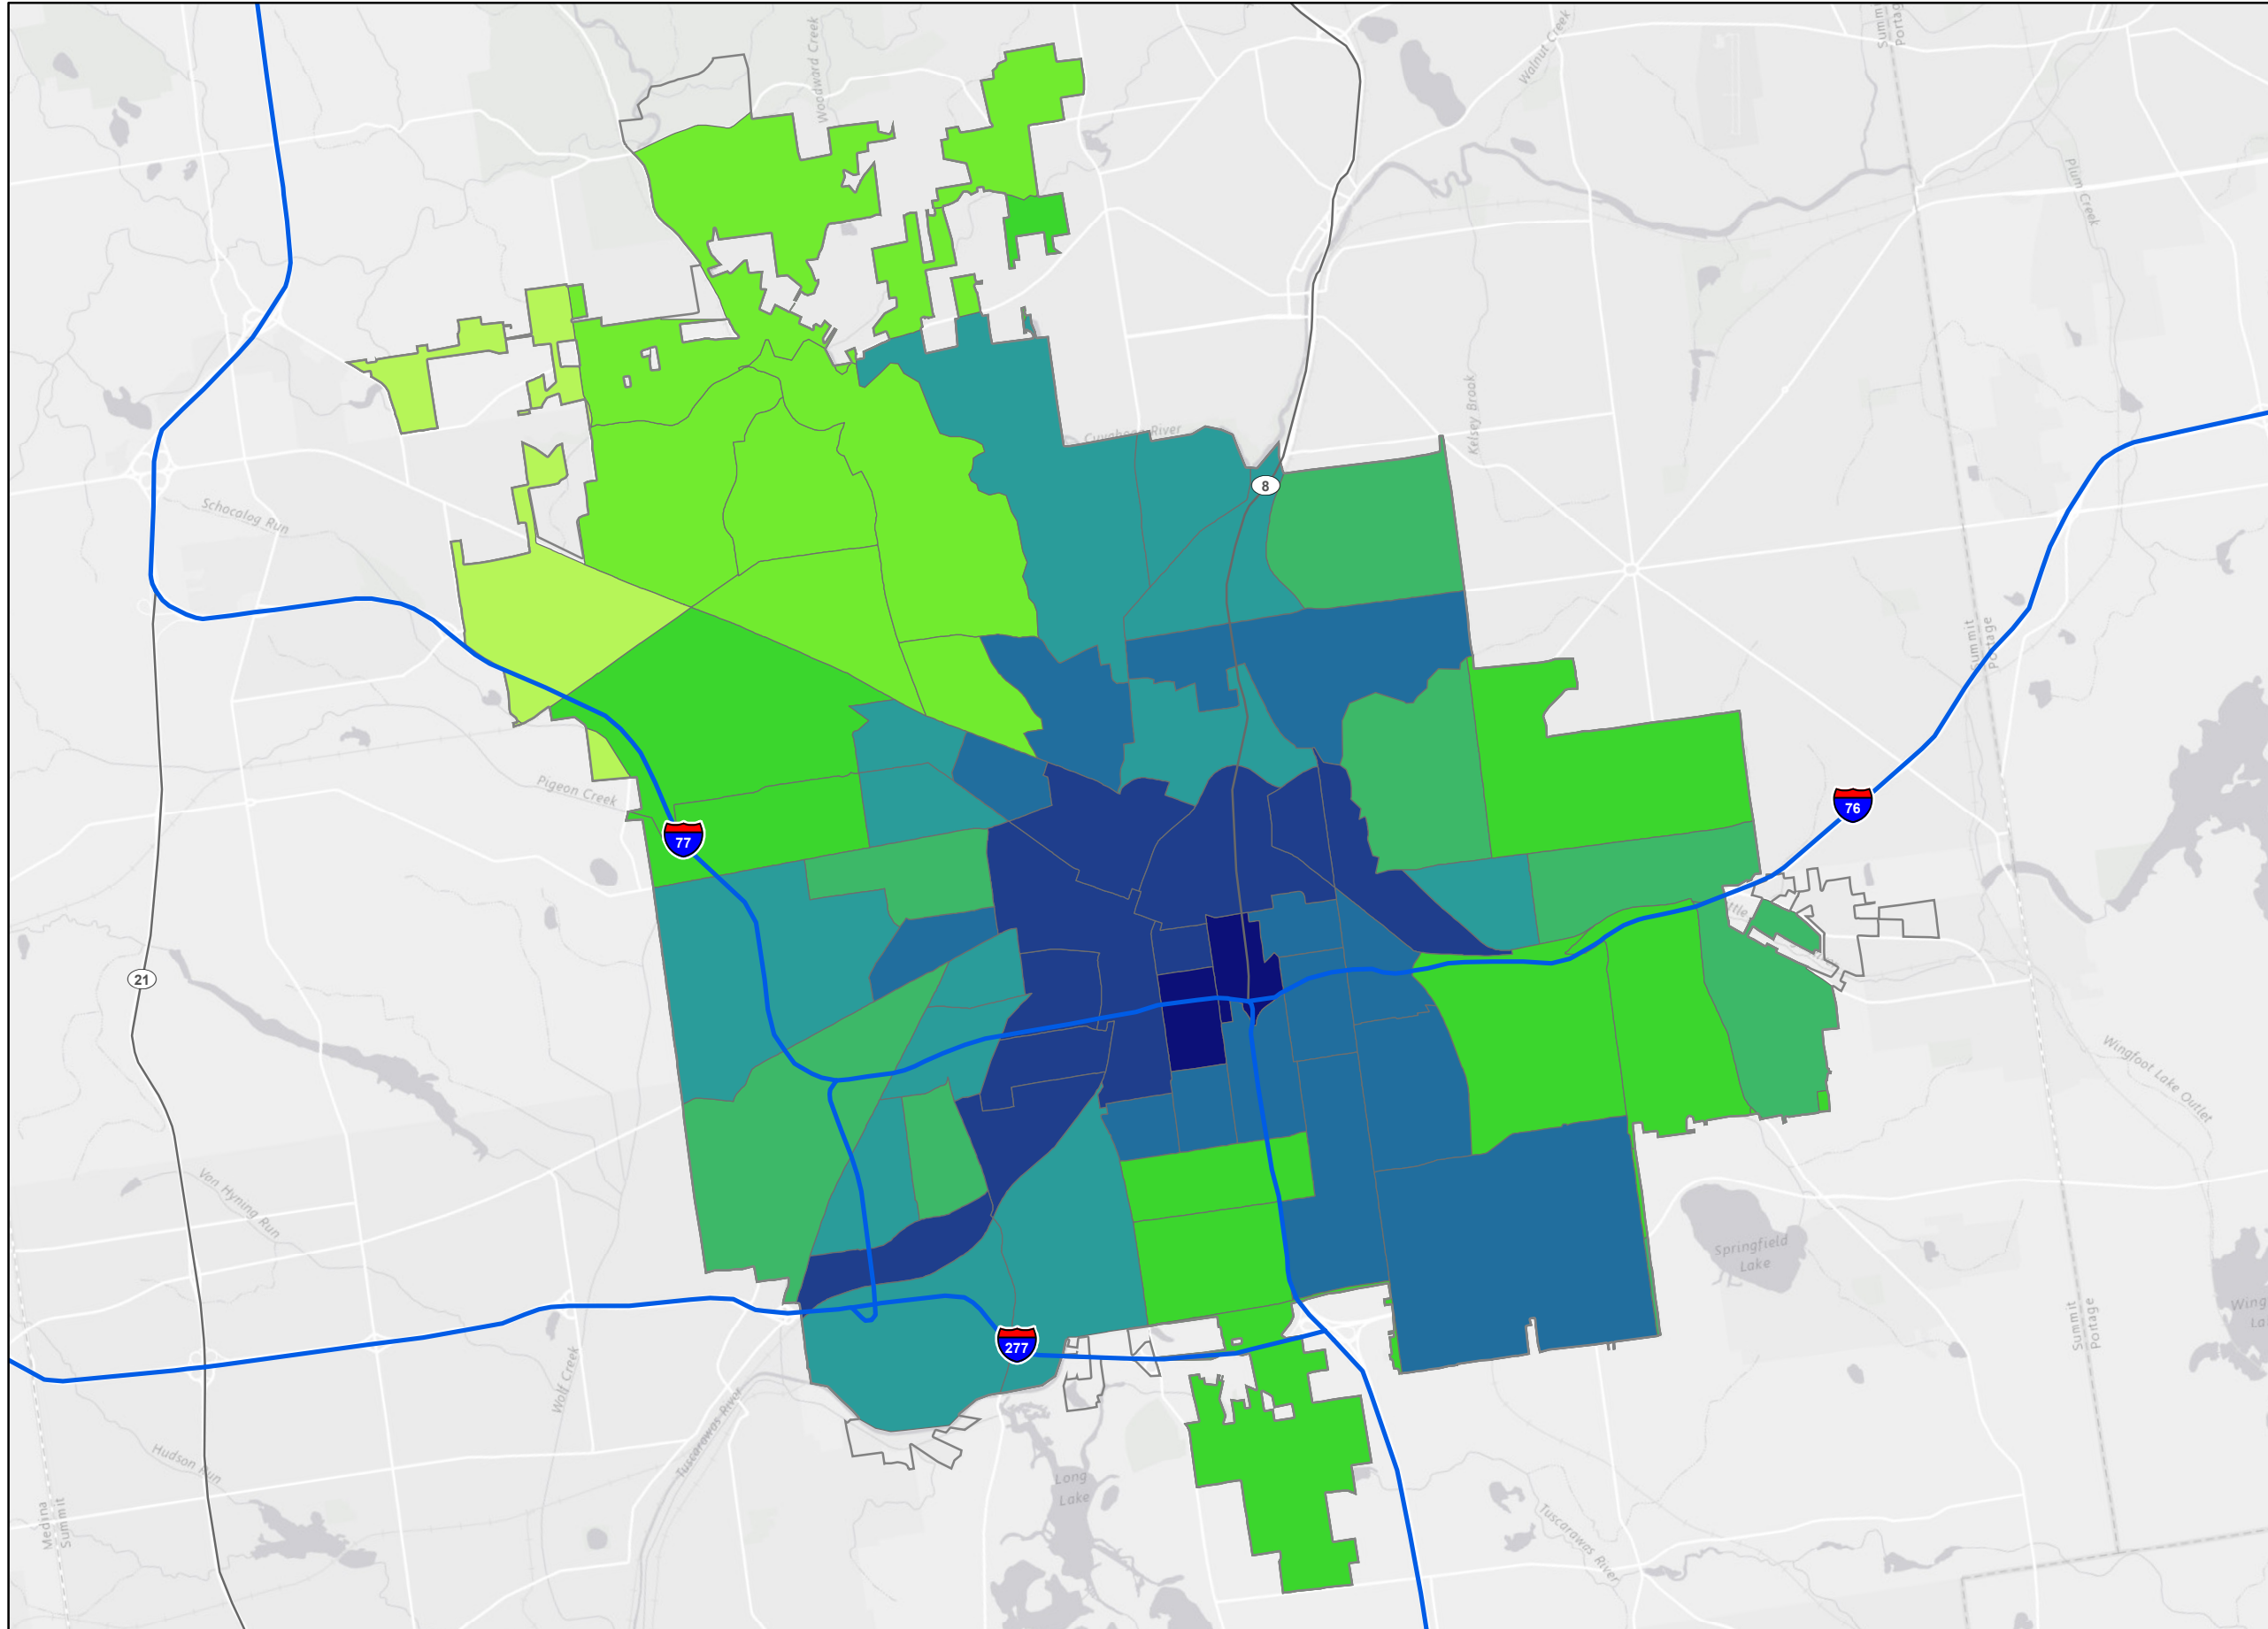 Woodward Creek
Walnut Creek
Summit
Portage
Plum Creek
Kelsey Brook
Cuyahoga River
8
Schocalog Run
Summit
Portage
Pigeon Creek
77
76
21
Wingfoot Lake Outlet
Van Hyning Run
Springfield
Lake
Wolf Creek
277
Summit
Portage
Tuscarawas River
Hudson Run
Long
Lake
Medina
Summit
Tuscarawas River